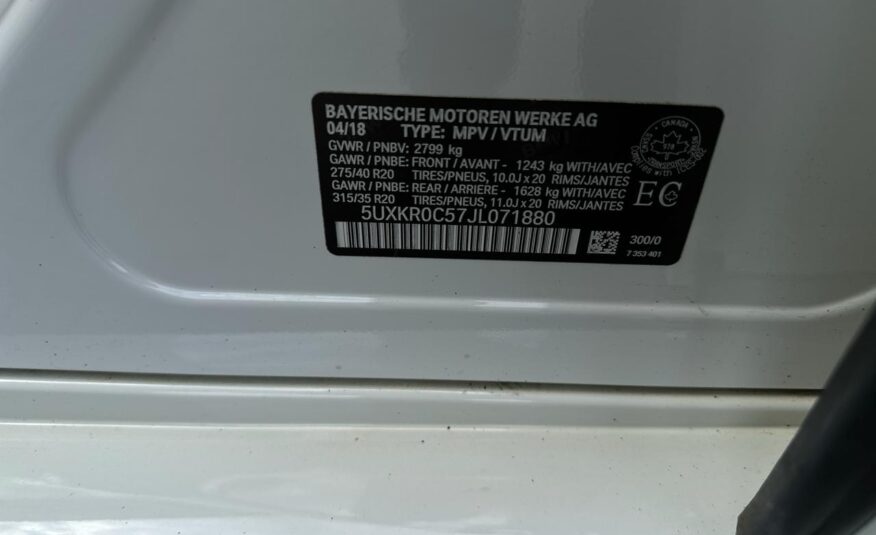 BAYERISCHE MOTOREN WERKE AG
04/18 TYPE: MPV / VTUM
GVWR / PNBV: 2799 kg
GAWR / PNBE: FRONT / AVANT - 1243 kg WITH/AVEC
275/40 R20 TIRES/PNEUS, 10.0J x 20 RIMS/JANTES
GAWR / PNBE: REAR / ARRIERE - 1628 kg WITH/AVEC
315/35 R20 TIRES/PNEUS, 11.0J x 20 RIMS/JANTES
5UXKR0C57JL071880
CANADA
TRANSPORT
EC
300/0
7 353 401